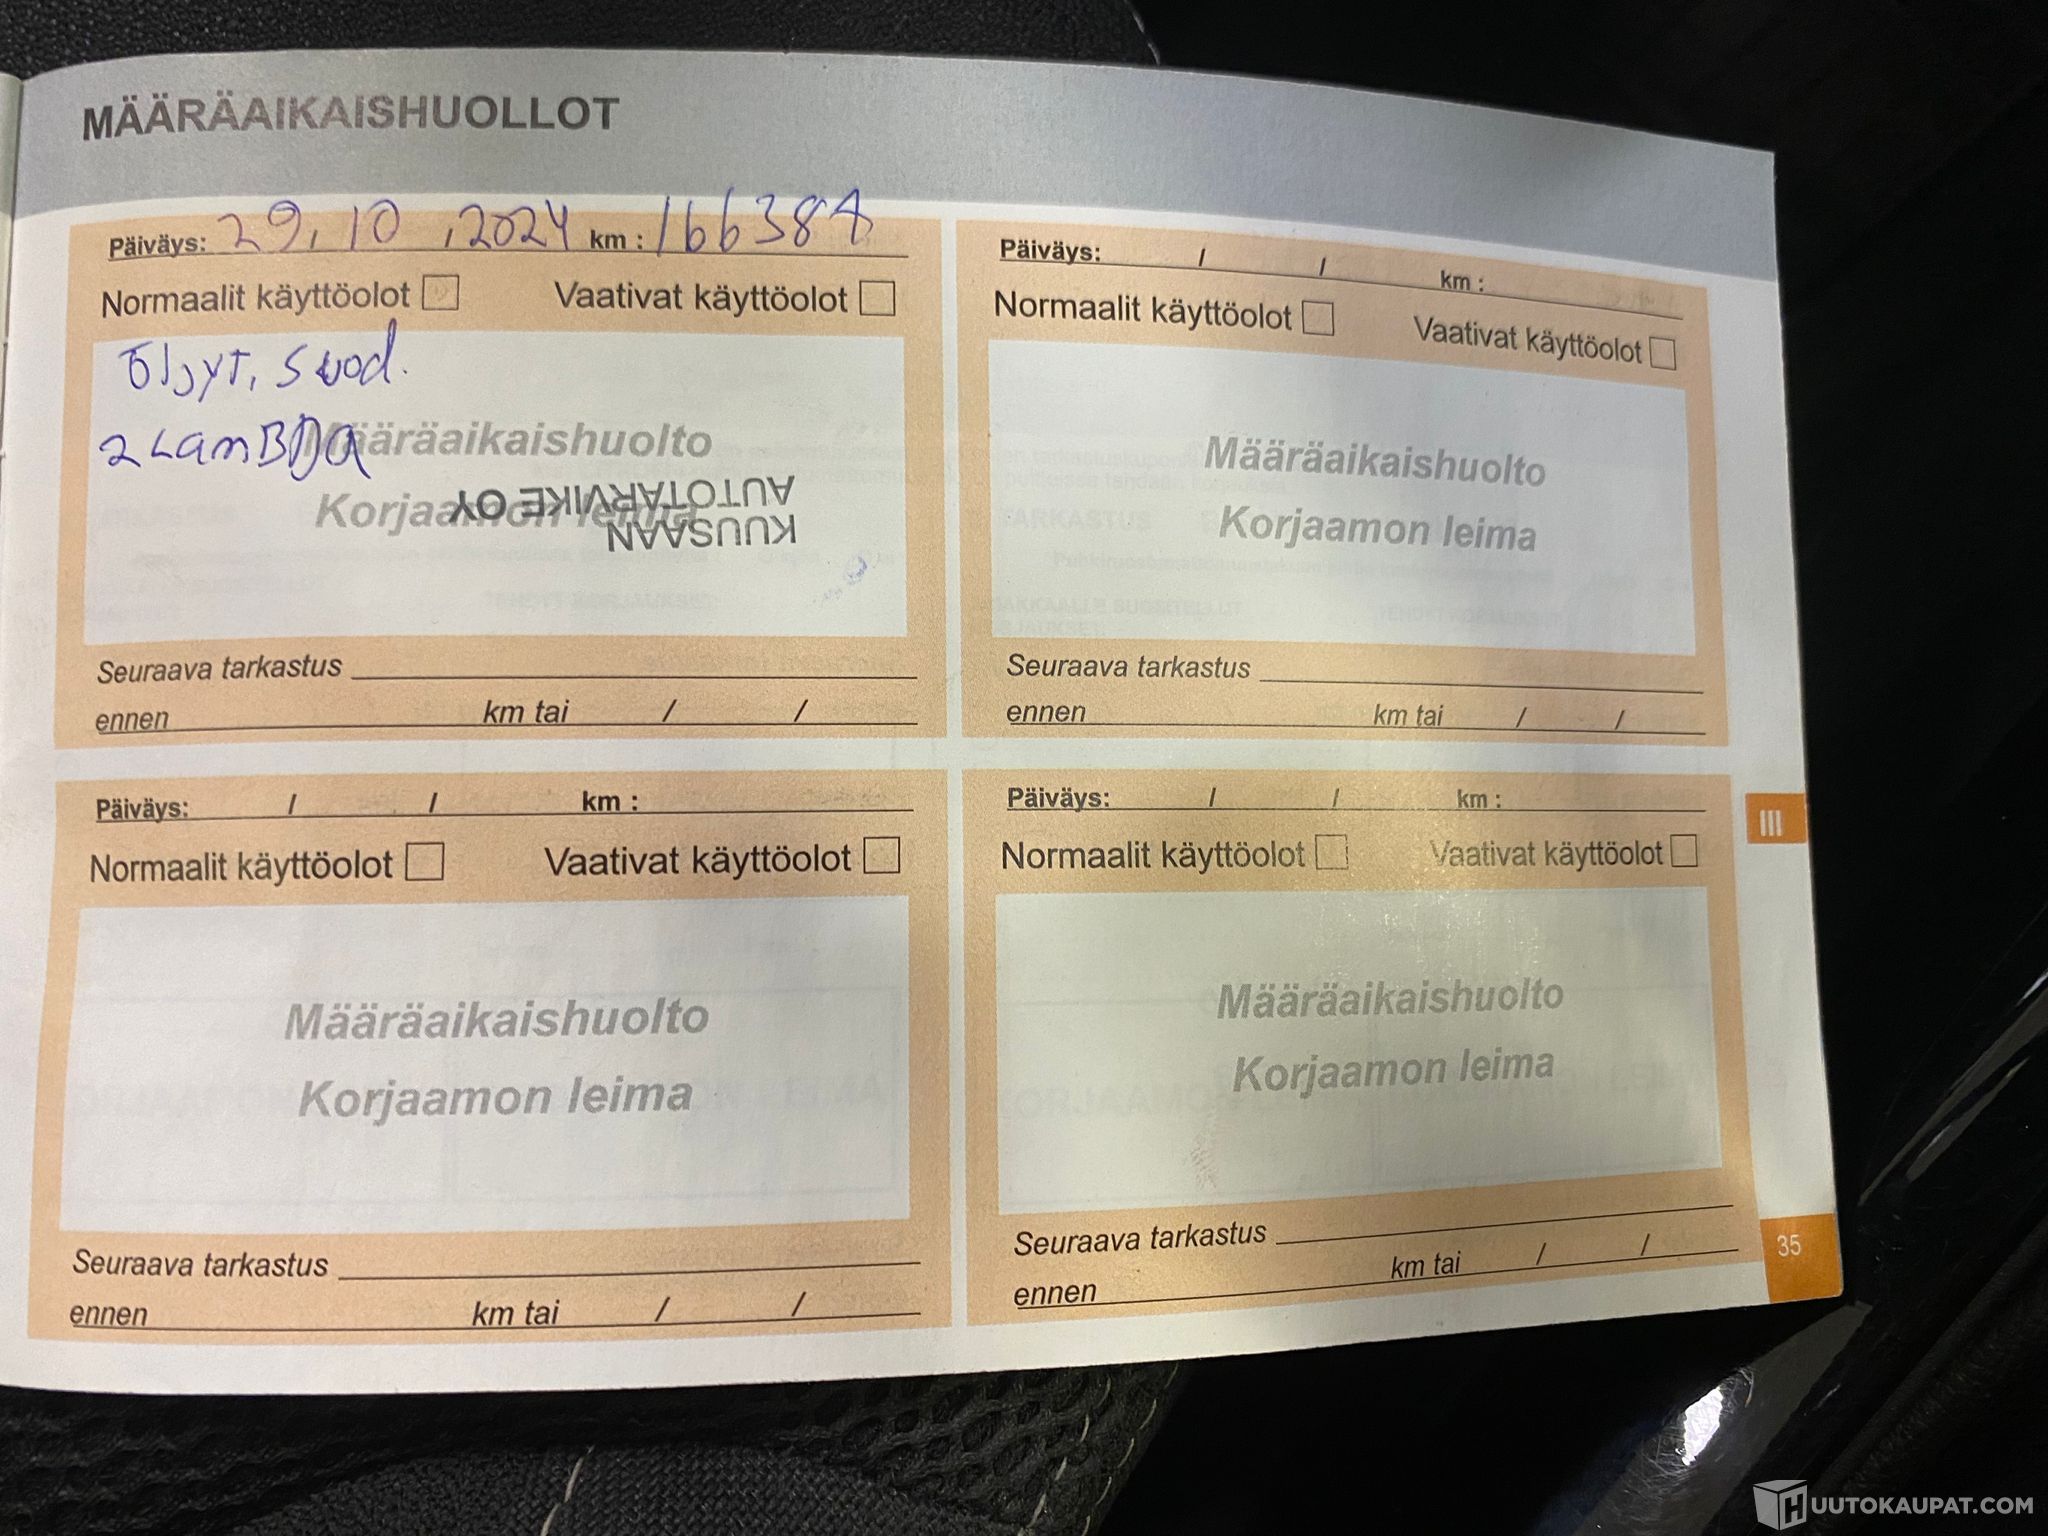 MÄÄRÄAIKAISHUOLLOT
Päiväys: 29.10.2024 km : 166388
Normaalit käyttöolot Vaativat käyttöolot
Öljyt, Suod.
2 LamBDa
Määräaikaishuolto
Korjaamon leima
KUUSAAN
AUTOTARVIKE OY
Seuraava tarkastus
ennen km tai / /
Päiväys: / / km :
Normaalit käyttöolot Vaativat käyttöolot
Määräaikaishuolto
Korjaamon leima
Seuraava tarkastus
ennen km tai / /
Päiväys: / / km :
Normaalit käyttöolot Vaativat käyttöolot
Määräaikaishuolto
Korjaamon leima
Seuraava tarkastus
ennen km tai / /
Päiväys: / / km :
Normaalit käyttöolot Vaativat käyttöolot
Määräaikaishuolto
Korjaamon leima
Seuraava tarkastus
ennen km tai / /
III
35
HUUTOKAUPAT.COM